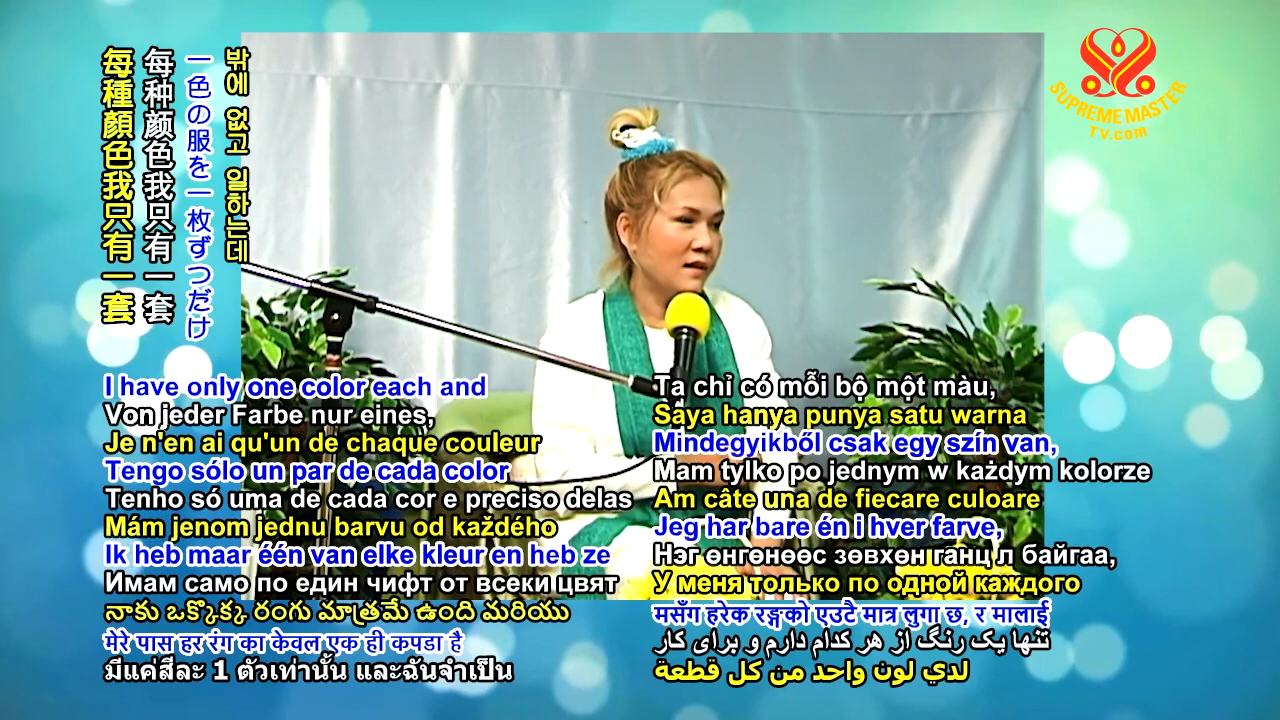 밖에 없고 일하는데
一色の服を一枚ずつだけ
每种颜色我只有一套
每種顏色我只有一套
SUPREME MASTER
TV.com
I have only one color each and
Von jeder Farbe nur eines,
Je n'en ai qu'un de chaque couleur
Tengo sólo un par de cada color
Tenho só uma de cada cor e preciso delas
Mám jenom jednu barvu od každého
Ik heb maar één van elke kleur en heb ze
Имам само по един чифт от всеки цвят
నాకు ఒకొక్కక్క రంగు మాత్రమే ఉంది మరియు
मेरे पास हर रंग का केवल एक ही कपडा है
มีแค่สีละ 1 ตัวเท่านั้น และฉันจำเป็น
Ta chỉ có mỗi bộ một màu,
Saya hanya punya satu warna
Mindegyikből csak egy szín van,
Mam tylko po jednym w każdym kolorze
Am câte una de fiecare culoare
Jeg har bare én i hver farve,
Нэг өнгөнөөс зөвхөн ганц л байгаа,
У меня только по одной каждого
मसँग हरेक रङ्गको एउटै मात्र लुगा छ, र मालाई
تنها یک رنگ از هر کدام دارم و برای کار
لدي لون واحد من كل قطعة